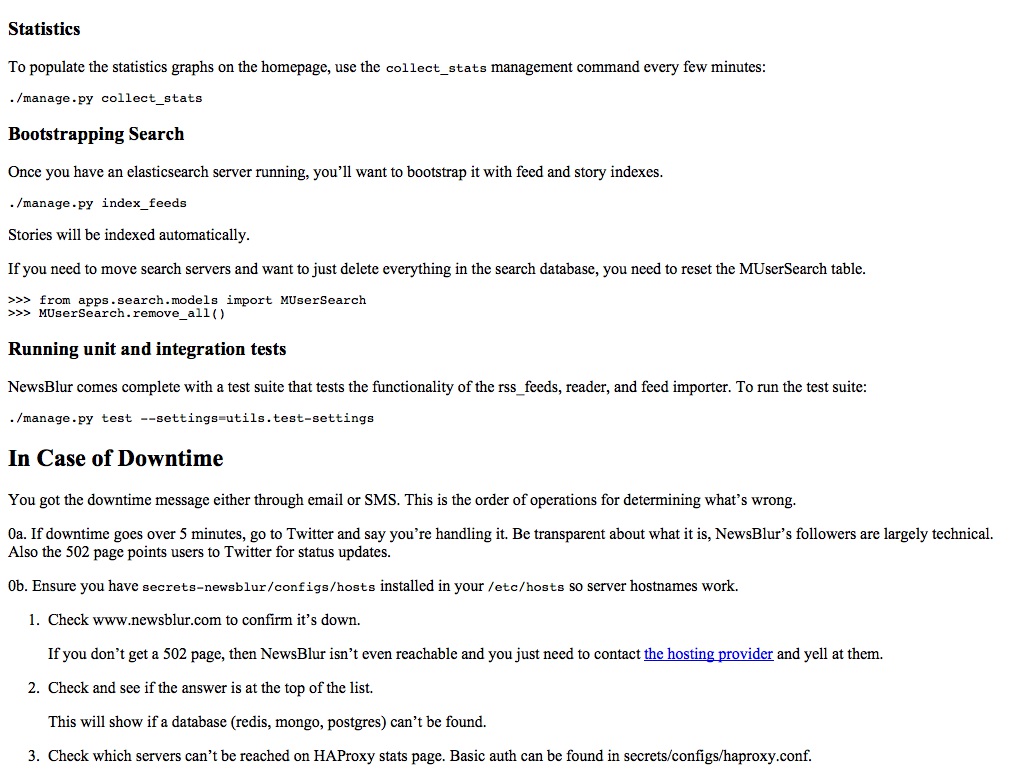 Statistics
To populate the statistics graphs on the homepage, use the collect_stats management command every few minutes:
./manage.py collect_stats
Bootstrapping Search
Once you have an elasticsearch server running, you’ll want to bootstrap it with feed and story indexes.
./manage.py index_feeds
Stories will be indexed automatically.
If you need to move search servers and want to just delete everything in the search database, you need to reset the MUserSearch table.
>>> from apps.search.models import MUserSearch
>>> MUserSearch.remove_all()
Running unit and integration tests
NewsBlur comes complete with a test suite that tests the functionality of the rss_feeds, reader, and feed importer. To run the test suite:
./manage.py test --settings=utils.test-settings
In Case of Downtime
You got the downtime message either through email or SMS. This is the order of operations for determining what’s wrong.
0a. If downtime goes over 5 minutes, go to Twitter and say you’re handling it. Be transparent about what it is, NewsBlur’s followers are largely technical.
Also the 502 page points users to Twitter for status updates.
0b. Ensure you have secrets-newsblur/configs/hosts installed in your /etc/hosts so server hostnames work.
1. Check www.newsblur.com to confirm it’s down.
If you don’t get a 502 page, then NewsBlur isn’t even reachable and you just need to contact the hosting provider and yell at them.
2. Check and see if the answer is at the top of the list.
This will show if a database (redis, mongo, postgres) can’t be found.
3. Check which servers can’t be reached on HAProxy stats page. Basic auth can be found in secrets/configs/haproxy.conf.